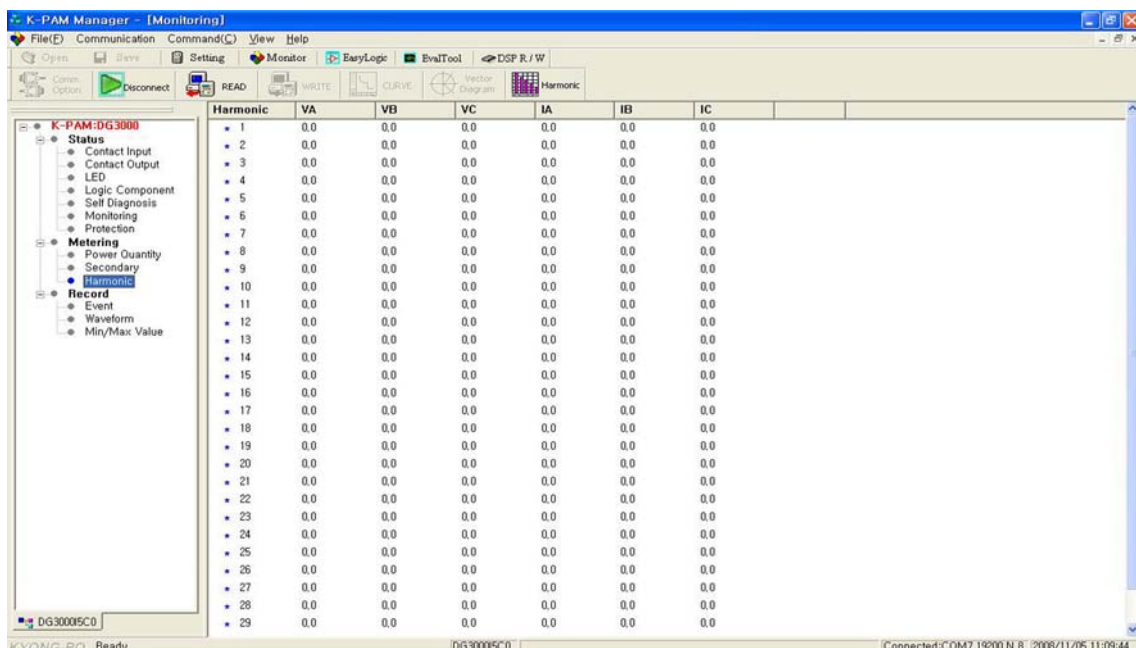 K-PAM Manager - [Monitoring]
File(F) Communication Command(C) View Help
Open Save Setting Monitor EasyLogic EvalTool DSP R / W
Comm. Option Disconnect READ WRITE CURVE Vector Diagram Harmonic
K-PAM:DG3000
Status
Contact Input
Contact Output
LED
Logic Component
Self Diagnosis
Monitoring
Protection
Metering
Power Quantity
Secondary
Harmonic
Record
Event
Waveform
Min/Max Value
DG3000I5C0
Harmonic VA VB VC IA IB IC
1 0,0 0,0 0,0 0,0 0,0 0,0
2 0,0 0,0 0,0 0,0 0,0 0,0
3 0,0 0,0 0,0 0,0 0,0 0,0
4 0,0 0,0 0,0 0,0 0,0 0,0
5 0,0 0,0 0,0 0,0 0,0 0,0
6 0,0 0,0 0,0 0,0 0,0 0,0
7 0,0 0,0 0,0 0,0 0,0 0,0
8 0,0 0,0 0,0 0,0 0,0 0,0
9 0,0 0,0 0,0 0,0 0,0 0,0
10 0,0 0,0 0,0 0,0 0,0 0,0
11 0,0 0,0 0,0 0,0 0,0 0,0
12 0,0 0,0 0,0 0,0 0,0 0,0
13 0,0 0,0 0,0 0,0 0,0 0,0
14 0,0 0,0 0,0 0,0 0,0 0,0
15 0,0 0,0 0,0 0,0 0,0 0,0
16 0,0 0,0 0,0 0,0 0,0 0,0
17 0,0 0,0 0,0 0,0 0,0 0,0
18 0,0 0,0 0,0 0,0 0,0 0,0
19 0,0 0,0 0,0 0,0 0,0 0,0
20 0,0 0,0 0,0 0,0 0,0 0,0
21 0,0 0,0 0,0 0,0 0,0 0,0
22 0,0 0,0 0,0 0,0 0,0 0,0
23 0,0 0,0 0,0 0,0 0,0 0,0
24 0,0 0,0 0,0 0,0 0,0 0,0
25 0,0 0,0 0,0 0,0 0,0 0,0
26 0,0 0,0 0,0 0,0 0,0 0,0
27 0,0 0,0 0,0 0,0 0,0 0,0
28 0,0 0,0 0,0 0,0 0,0 0,0
29 0,0 0,0 0,0 0,0 0,0 0,0
KYONG BO Ready DG3000I5C0 Connected:COM7 19200 N 8 2008/11/05 11:09:44